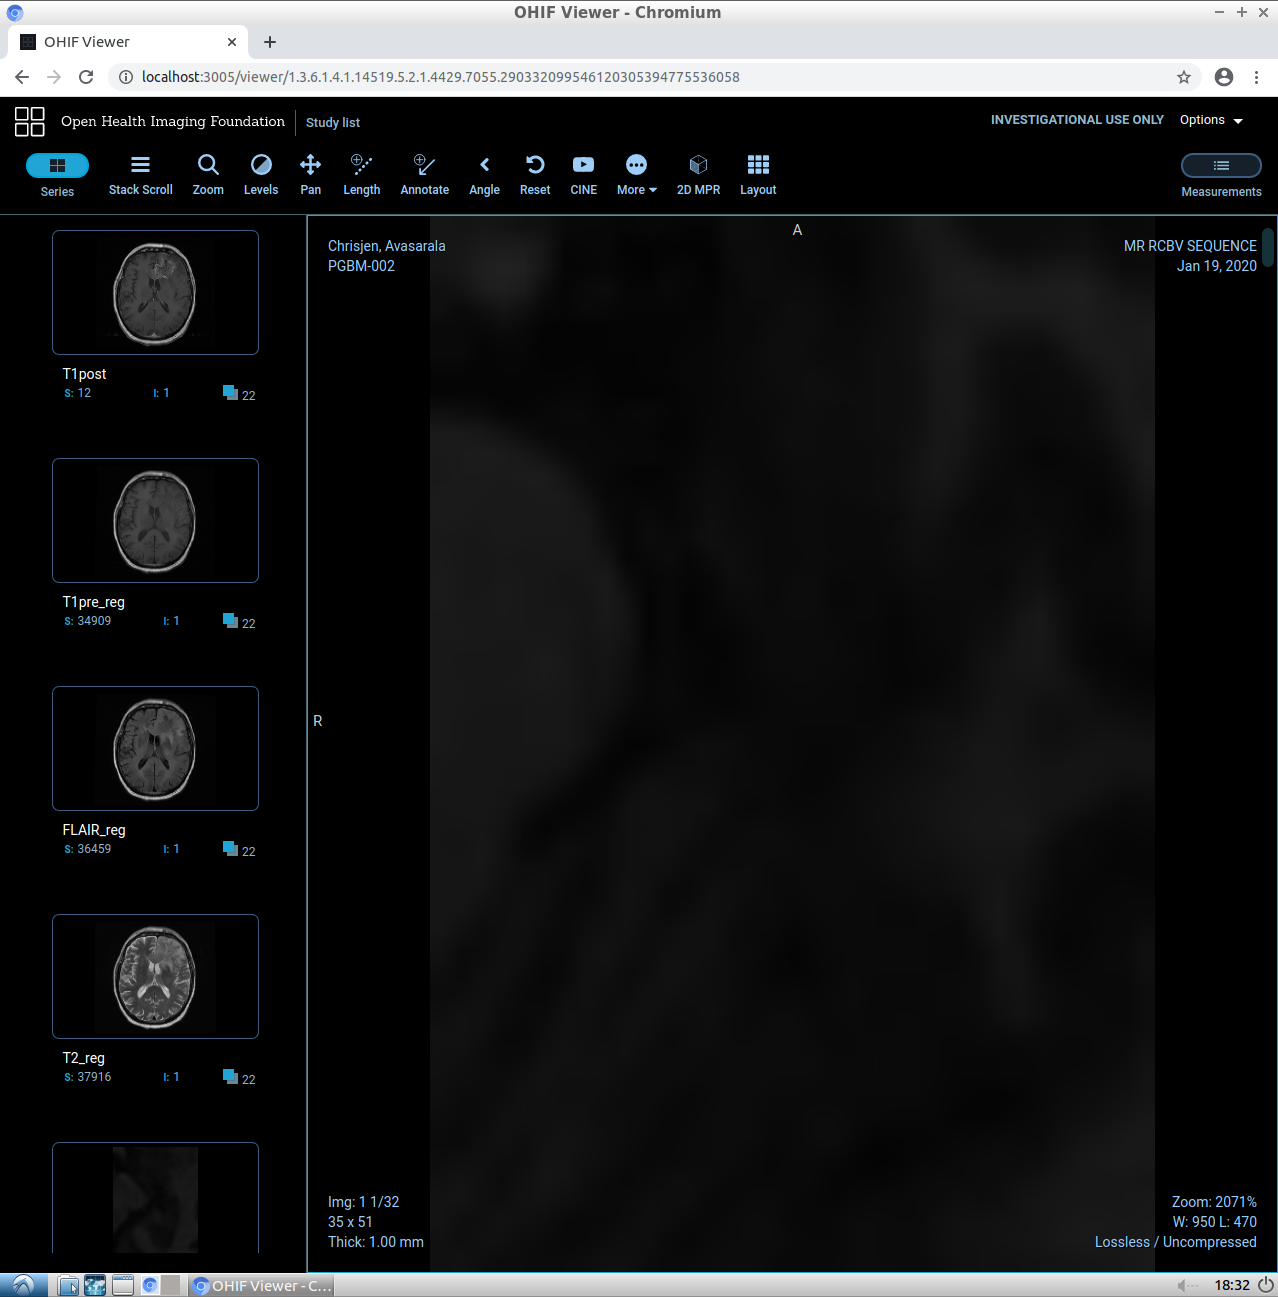 OHIF Viewer - Chromium
OHIF Viewer
localhost:3005/viewer/1.3.6.1.4.1.14519.5.2.1.4429.7055.290332099546120305394775536058
Open Health Imaging Foundation
Study list
INVESTIGATIONAL USE ONLY
Options
Series
Stack Scroll
Zoom
Levels
Pan
Length
Annotate
Angle
Reset
CINE
More
2D MPR
Layout
Measurements
T1post
S: 12 I: 1 22
T1pre_reg
S: 34909 I: 1 22
FLAIR_reg
S: 36459 I: 1 22
T2_reg
S: 37916 I: 1 22
A
Chrisjen, Avasarala
PGBM-002
MR RCBV SEQUENCE
Jan 19, 2020
R
Img: 1 1/32
35 x 51
Thick: 1.00 mm
Zoom: 2071%
W: 950 L: 470
Lossless / Uncompressed
OHIF Viewer - C...
18:32